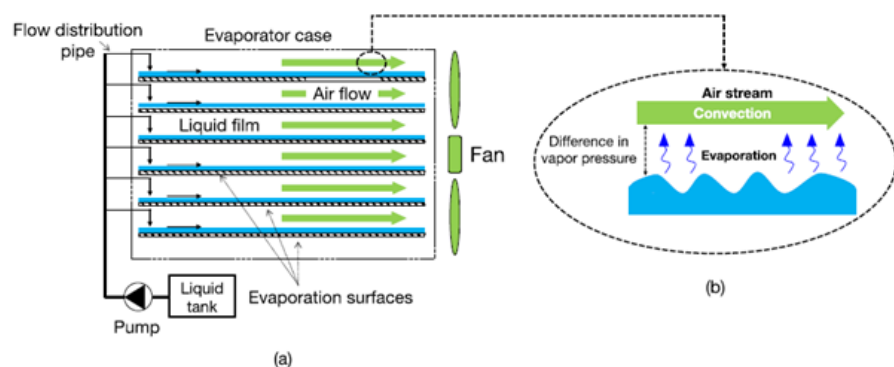 Flow distribution
pipe
Evaporator case
Air flow
Liquid film
Fan
Evaporation surfaces
Liquid
tank
Pump
(a)
Air stream
Convection
Difference in
vapor pressure
Evaporation
(b)